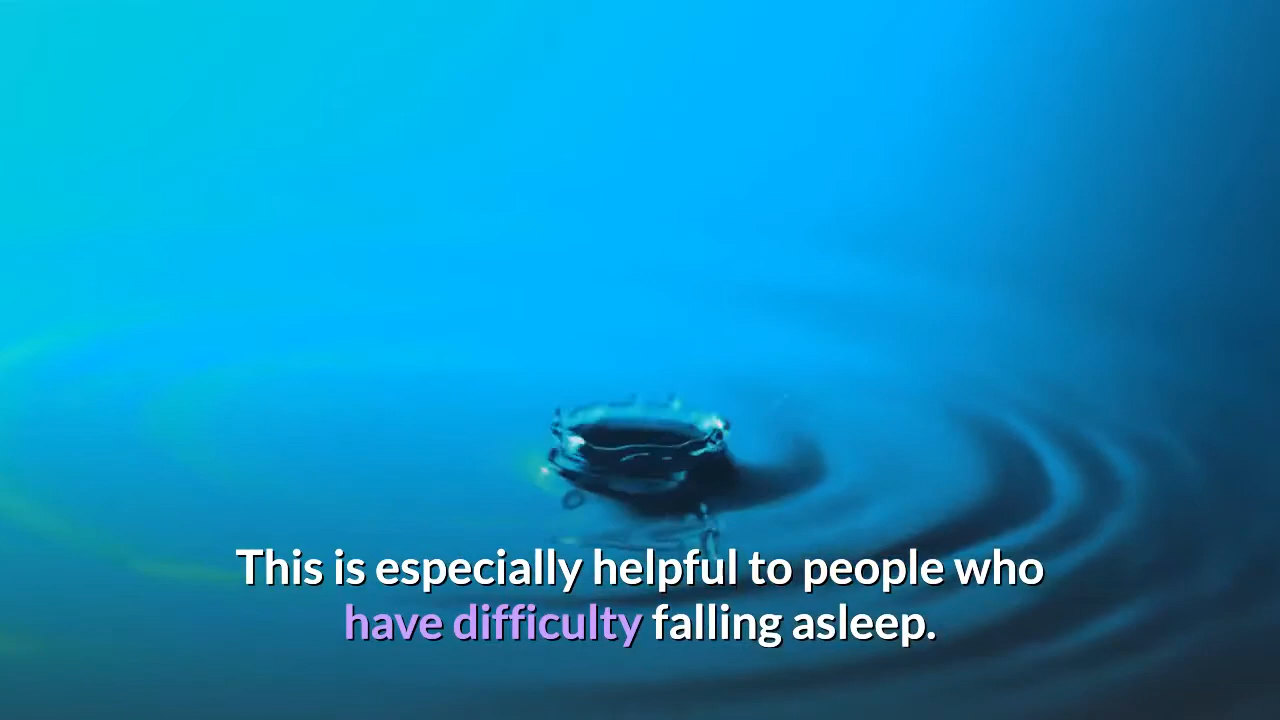 This is especially helpful to people who
have difficulty falling asleep.